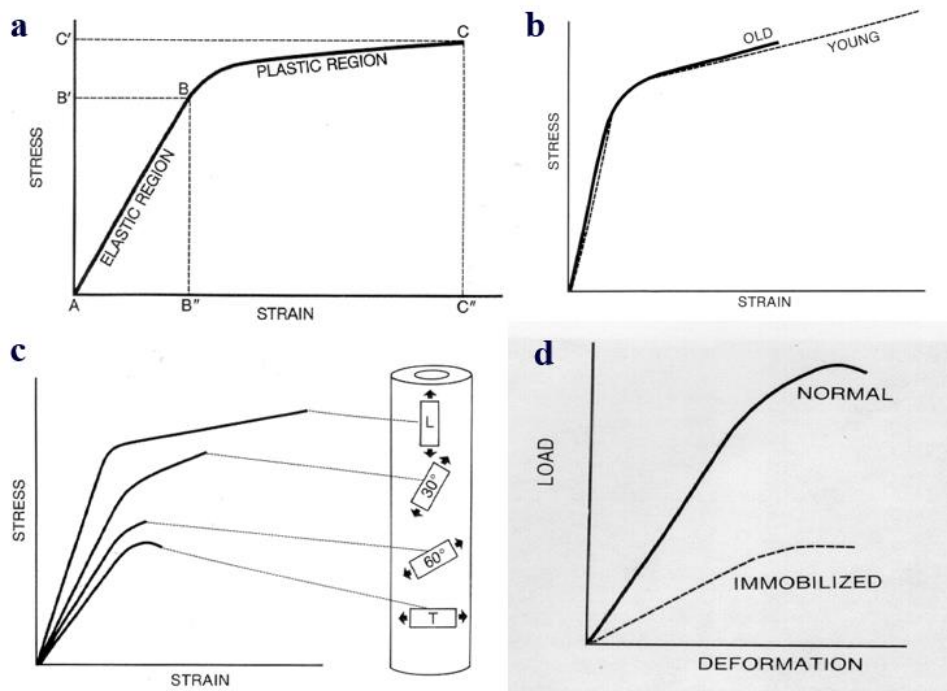 a
C'
C
PLASTIC REGION
B
B'
STRESS
ELASTIC REGION
A
B"
STRAIN
C"
b
OLD
YOUNG
STRESS
STRAIN
c
STRESS
STRAIN
L
30°
60°
T
d
NORMAL
LOAD
IMMOBILIZED
DEFORMATION